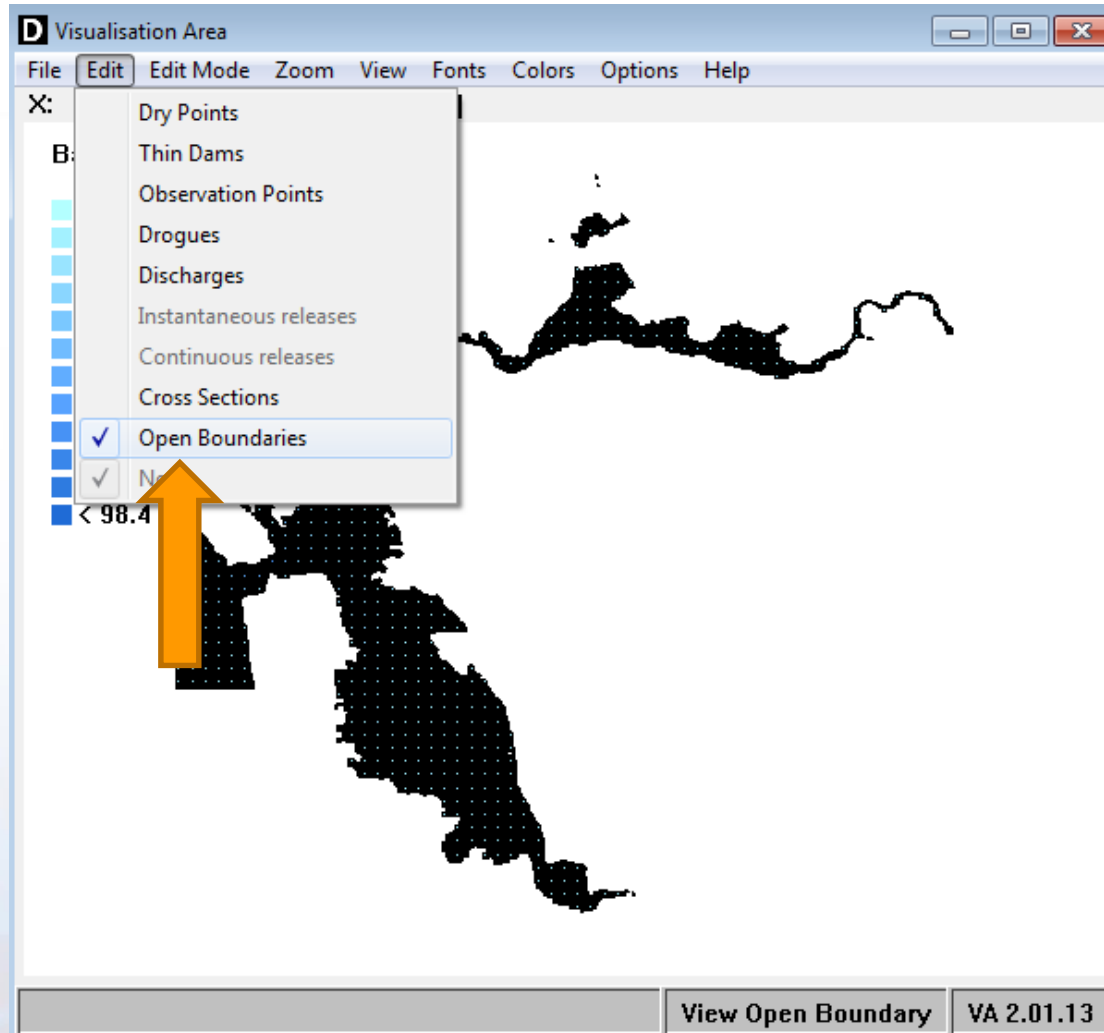 D Visualisation Area
File Edit Edit Mode Zoom View Fonts Colors Options Help
X:
Dry Points
Thin Dams
Observation Points
Drogues
Discharges
Instantaneous releases
Continuous releases
Cross Sections
Open Boundaries
< 98.4
View Open Boundary VA 2.01.13